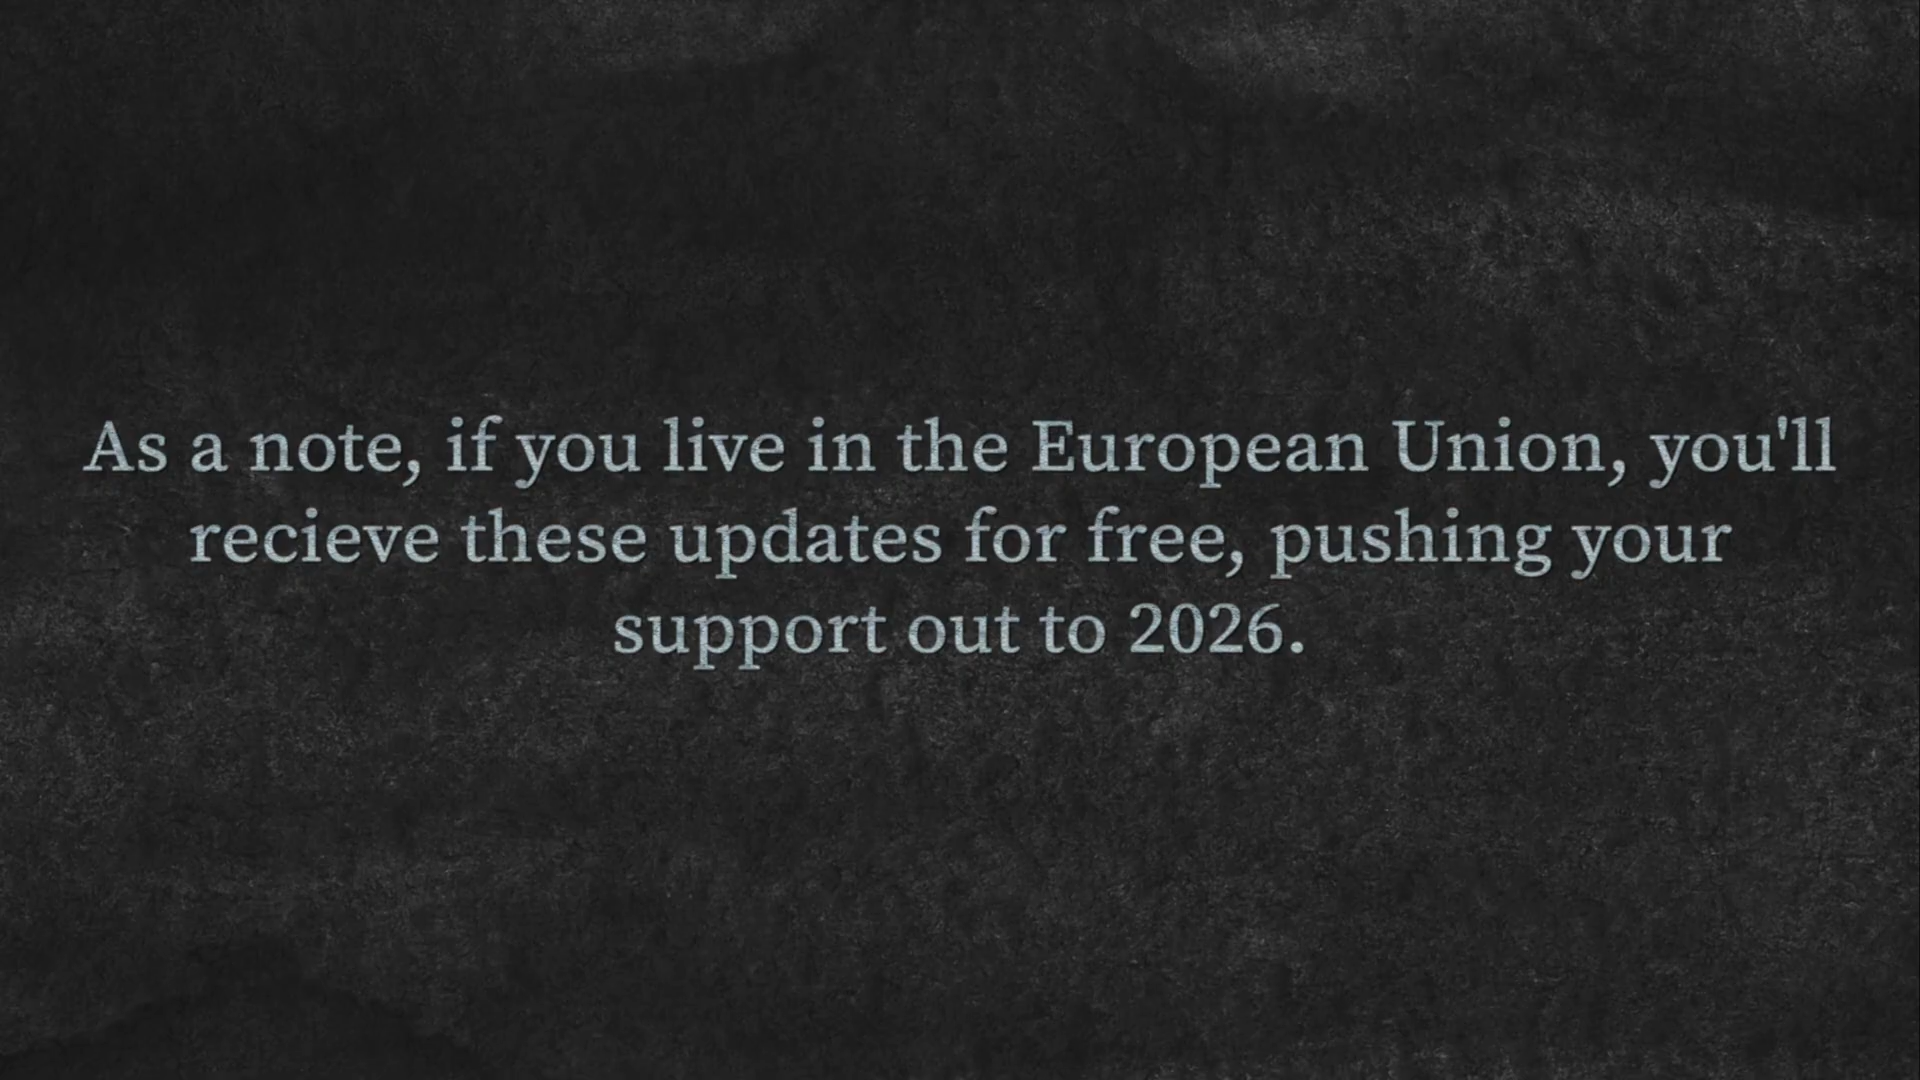 As a note, if you live in the European Union, you'll
recieve these updates for free, pushing your
support out to 2026.